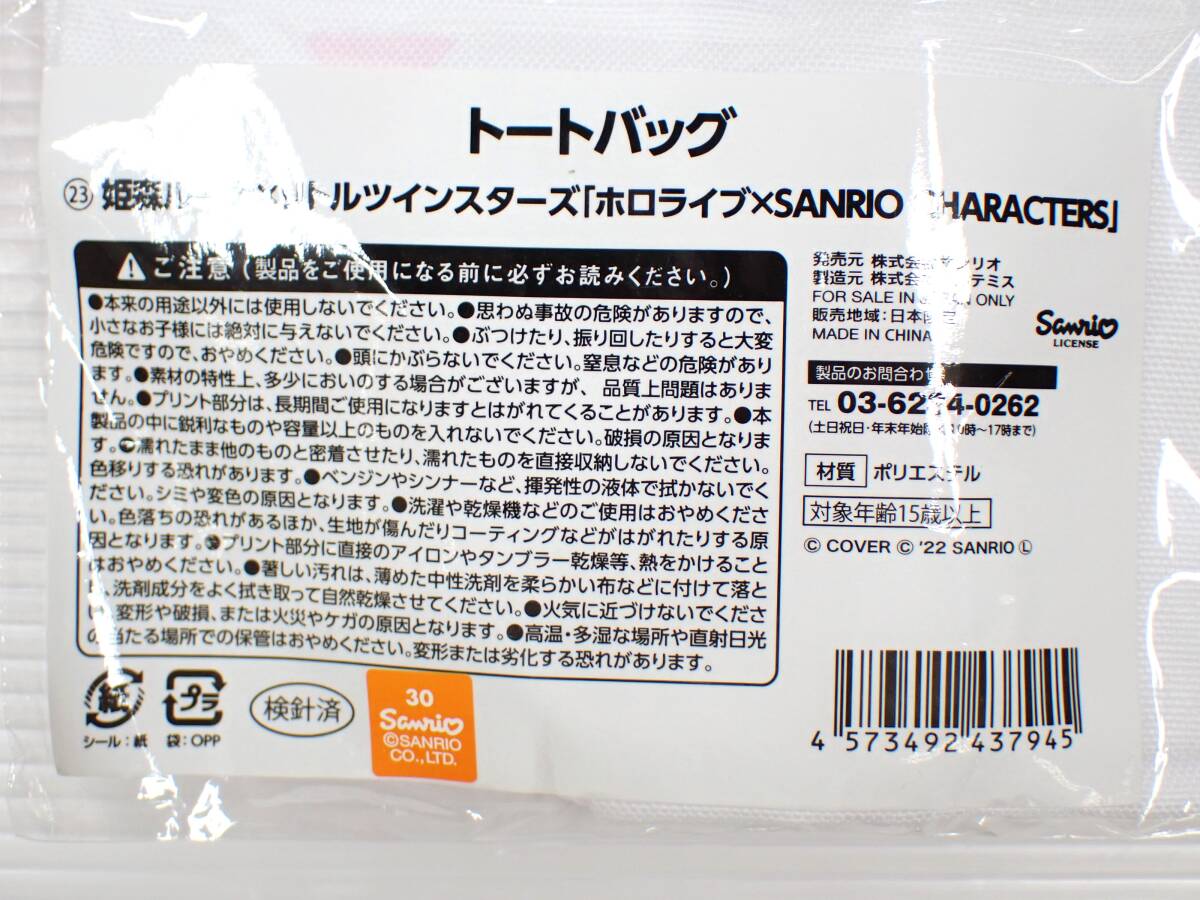 トートバッグ
㉓ 姫森ル トルツインスターズ「ホロライブ×SANRIO CHARACTERS」
ご注意(製品をご使用になる前に必ずお読みください。)
●本来の用途以外には使用しないでください。●思わぬ事故の危険がありますので、
小さなお子様には絶対に与えないでください。●ぶつけたり、振り回したりすると大変
危険ですので、おやめください。●頭にかぶらないでください。窒息などの危険があり
ます。●素材の特性上、多少においのする場合がございますが、品質上問題はありま
せん。●プリント部分は、長期間ご使用になりますとはがれてくることがあります。●本
製品の中に鋭利なものや容量以上のものを入れないでください。破損の原因となりま
す。●濡れたまま他のものと密着させたり、濡れたものを直接収納しないでください。
色移りする恐れがあります。●ベンジンやシンナーなど、揮発性の液体で拭かないでく
ださい。シミや変色の原因となります。●洗濯や乾燥機などのご使用はおやめくださ
い。色落ちの恐れがあるほか、生地が傷んだりコーティングなどがはがれたりする原
因となります。●プリント部分に直接のアイロンやタンブラー乾燥等、熱をかけること
はおやめください。●著しい汚れは、薄めた中性洗剤を柔らかい布などに付けて落と
し、洗剤成分をよく拭き取って自然乾燥させてください。●火気に近づけないでくださ
い。変形や破損、または火災やケガの原因となります。●高温・多湿な場所や直射日光
の当たる場所での保管はおやめください。変形または劣化する恐れがあります。
発売元 株式会社サンリオ
製造元 株式会社 テミス
FOR SALE IN JAPAN ONLY
販売地域:日本限定
MADE IN CHINA
Sanrio
LICENSE
製品のお問合わせ
TEL 03-62 4-0262
(土日祝日・年末年始除く10時〜17時まで)
材質 ポリエステル
対象年齢15歳以上
© COVER © '22 SANRIO Ⓛ
紙
シール:紙
プラ
袋:OPP
検針済
30
Sanrio
©SANRIO
CO.,LTD.
4 573492 437945